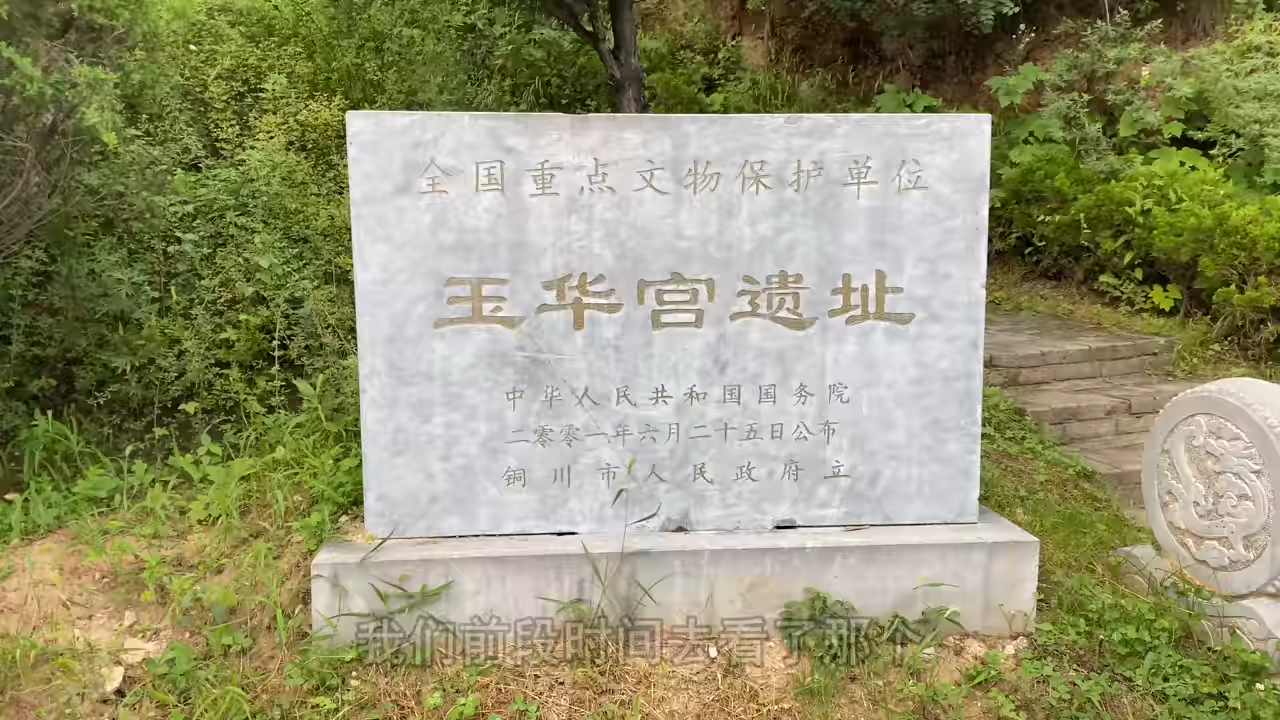 全国重点文物保护单位
玉华宫遗址
中华人民共和国国务院
二零零一年六月二十五日公布
铜川市人民政府立
我们前段时间去看了那个